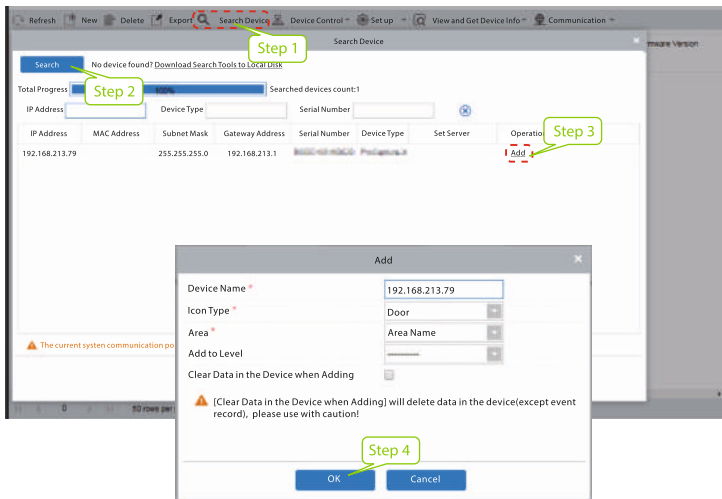 Refresh New Delete Export Search Device Device Control Set up View and Get Device Info Communication
Search Device
Firmware Version
Step 1
Search No device found? Download Search Tools to Local Disk
Step 2
Total Progress 100% Searched devices count:1
IP Address Device Type Serial Number
IP Address MAC Address Subnet Mask Gateway Address Serial Number Device Type Set Server Operation
Step 3
192.168.213.79 255.255.255.0 192.168.213.1 Add
Add
Device Name * 192.168.213.79
Icon Type * Door
Area * Area Name
Add to Level ---------
Clear Data in the Device when Adding
The current systen communication po
[Clear Data in the Device when Adding] will delete data in the device(except event
record), please use with caution!
0 50 rows per
Step 4
OK Cancel